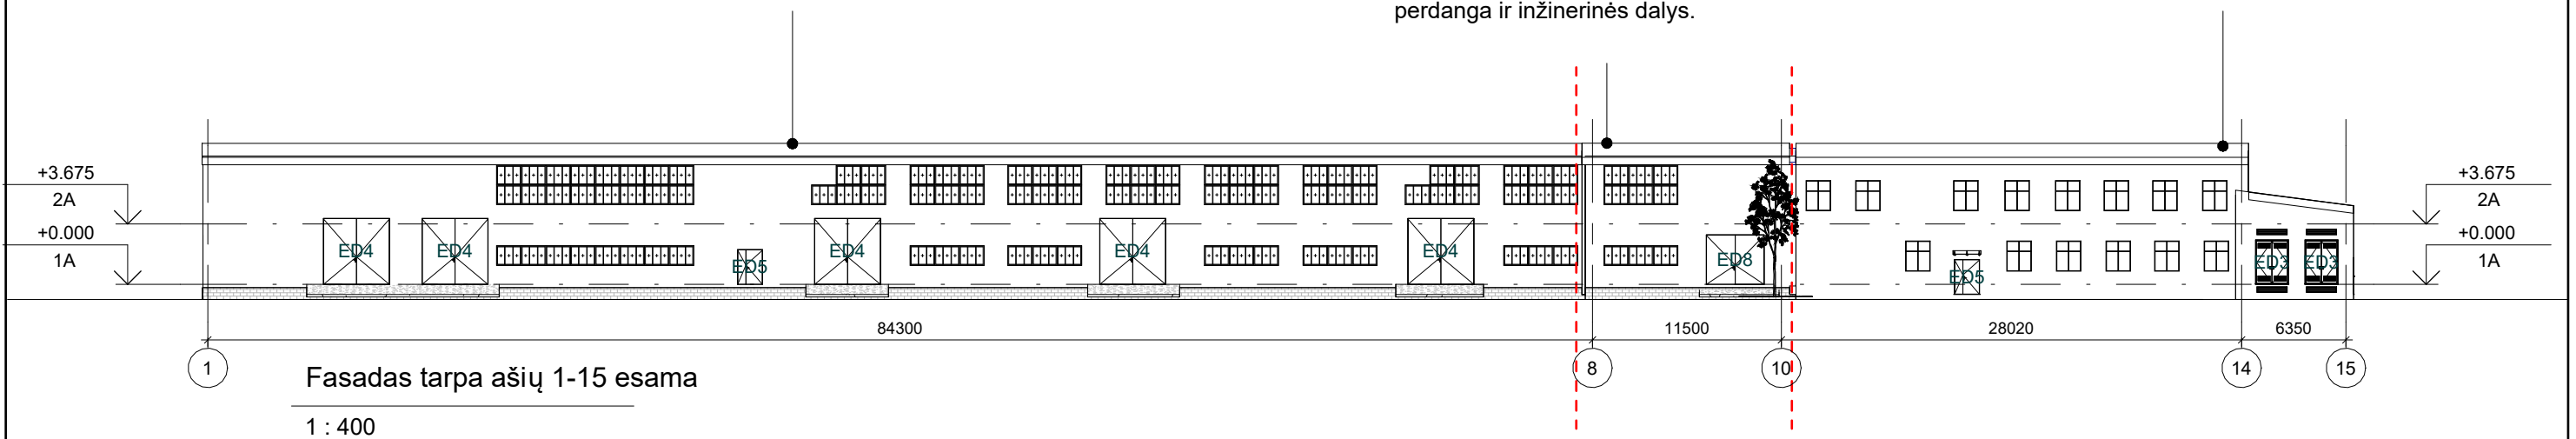 perdanga ir inžinerinės dalys.
+3.675
2A
+0.000
1A
ED4
ED4
ED5
ED4
ED4
ED4
ED8
ED5
ED3
ED3
+3.675
2A
+0.000
1A
84300
11500
28020
6350
1
8
10
14
15
Fasadas tarpa ašių 1-15 esama
1 : 400